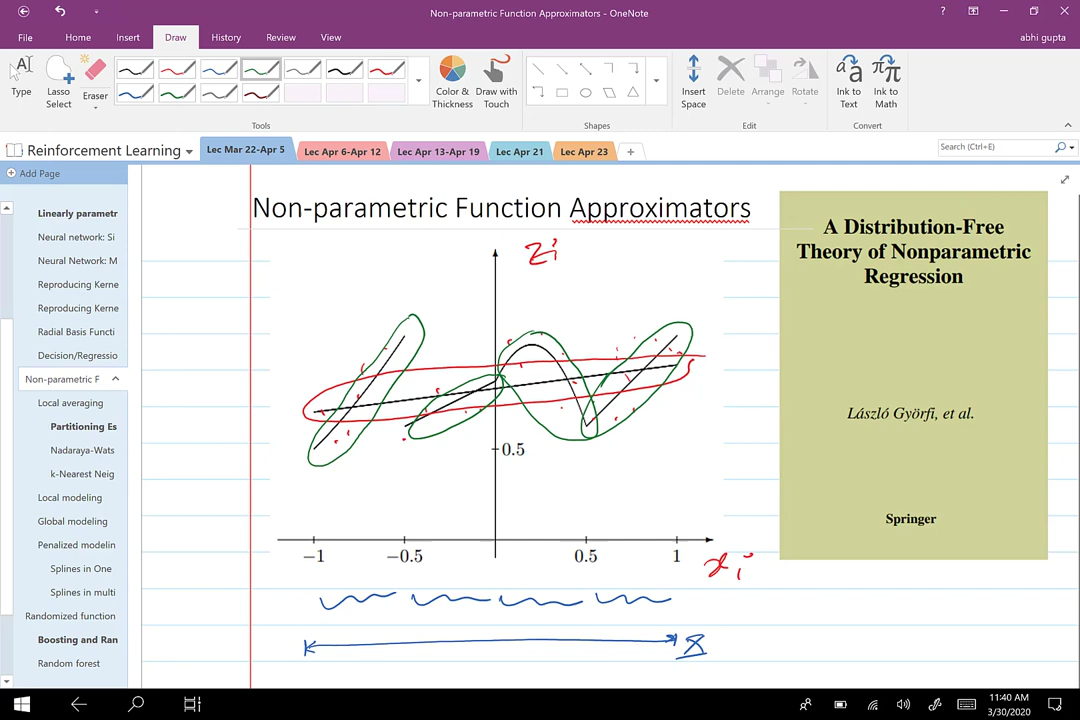 Non-parametric Function Approximators - OneNote
?
File
Home
Insert
Draw
History
Review
View
abhi gupta
Type
Lasso
Select
Eraser
Color &
Thickness
Draw with
Touch
Insert
Space
Delete
Arrange
Rotate
Ink to
Text
Ink to
Math
Tools
Shapes
Edit
Convert
Reinforcement Learning
Lec Mar 22-Apr 5
Lec Apr 6-Apr 12
Lec Apr 13-Apr 19
Lec Apr 21
Lec Apr 23
+
Search (Ctrl+E)
Add Page
Linearly parametr
Neural network: Si
Neural Network: M
Reproducing Kerne
Reproducing Kerne
Radial Basis Functi
Decision/Regressio
Non-parametric F
Local averaging
Partitioning Es
Nadaraya-Wats
k-Nearest Neig
Local modeling
Global modeling
Penalized modelin
Splines in One
Splines in multi
Randomized function
Boosting and Ran
Random forest
Non-parametric Function Approximators
zi
0.5
−1
−0.5
0.5
1
xi
A Distribution-Free
Theory of Nonparametric
Regression
László Györfi, et al.
Springer
11:40 AM
3/30/2020